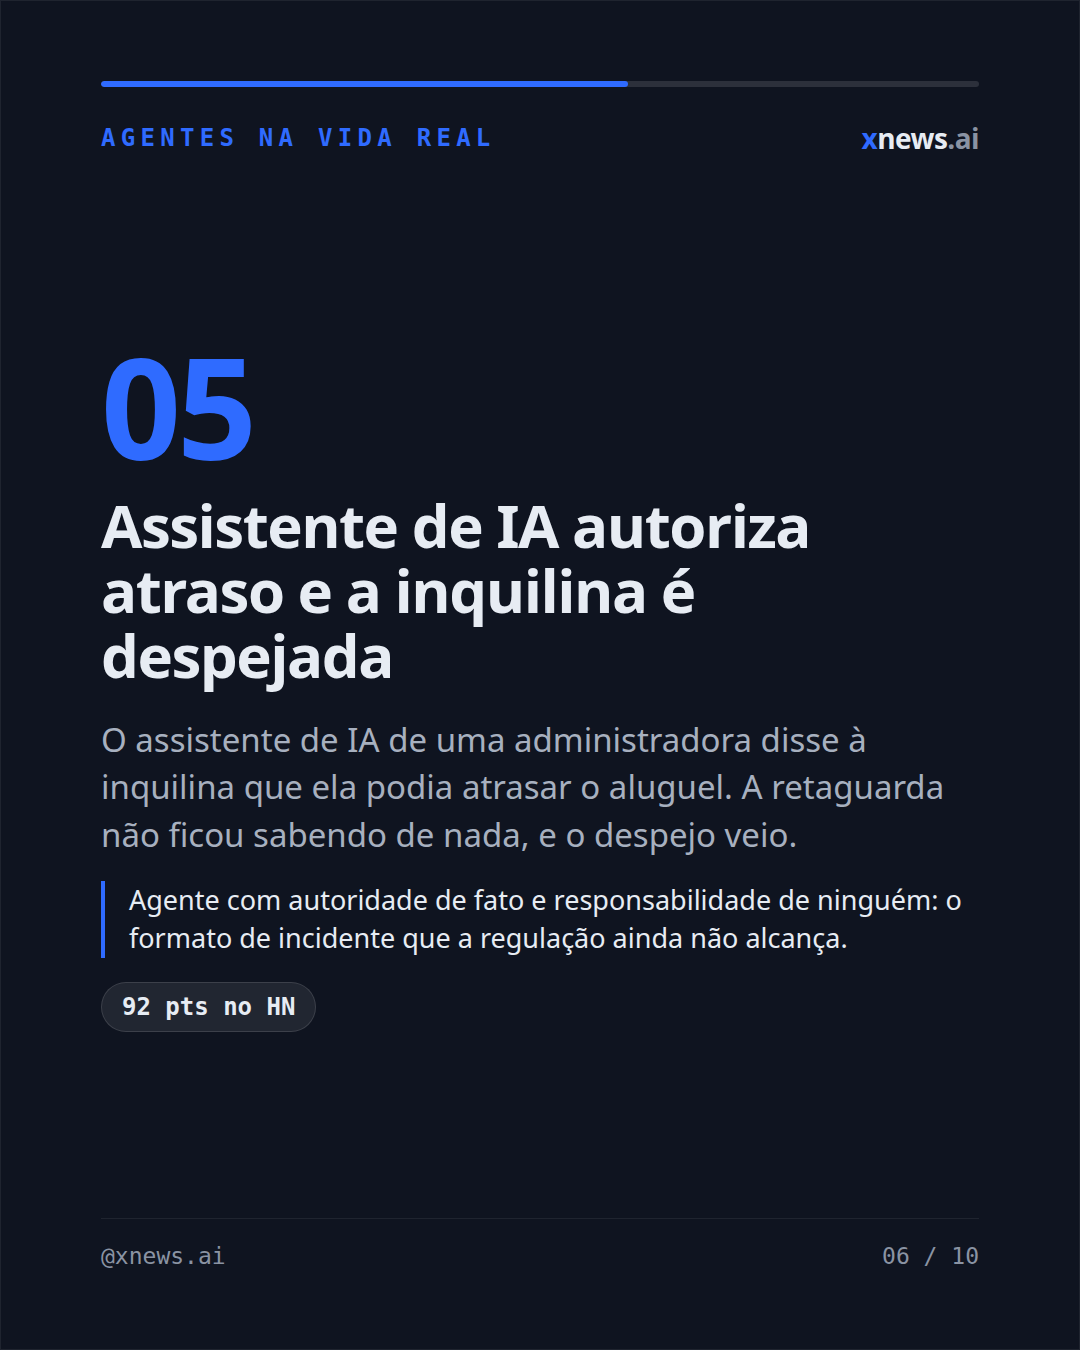 AGENTES NA VIDA REAL
xnews.ai
05
Assistente de IA autoriza
atraso e a inquilina é
despejada
O assistente de IA de uma administradora disse à
inquilina que ela podia atrasar o aluguel. A retaguarda
não ficou sabendo de nada, e o despejo veio.
Agente com autoridade de fato e responsabilidade de ninguém: o
formato de incidente que a regulação ainda não alcança.
92 pts no HN
@xnews.ai
06 / 10